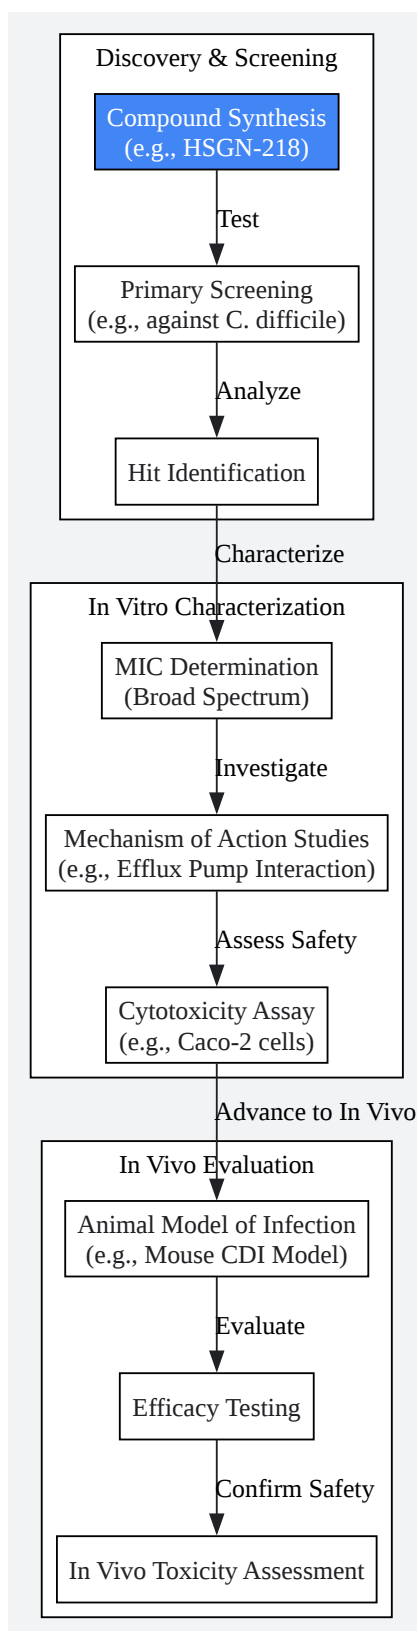 Discovery & Screening
Compound Synthesis
(e.g., HSGN-218)
Test
Primary Screening
(e.g., against C. difficile)
Analyze
Hit Identification
Characterize
In Vitro Characterization
MIC Determination
(Broad Spectrum)
Investigate
Mechanism of Action Studies
(e.g., Efflux Pump Interaction)
Assess Safety
Cytotoxicity Assay
(e.g., Caco-2 cells)
Advance to In Vivo
In Vivo Evaluation
Animal Model of Infection
(e.g., Mouse CDI Model)
Evaluate
Efficacy Testing
Confirm Safety
In Vivo Toxicity Assessment